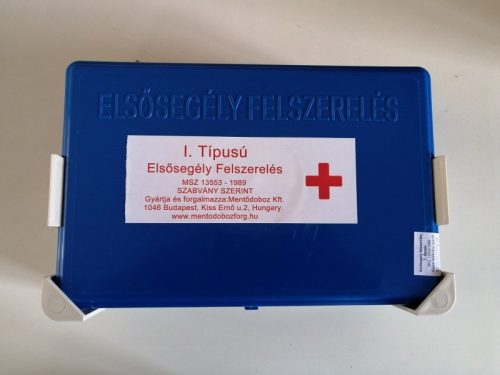 ELSŐSEGÉLY FELSZERELÉS
I. Típusú
Elsősegély Felszerelés
MSZ 13553 - 1989
SZABVÁNY SZERINT
Gyártja és forgalmazza:Mentődoboz Kft.
1046 Budapest, Kiss Ernő u.2, Hungary.
www.mentodobozforg.hu